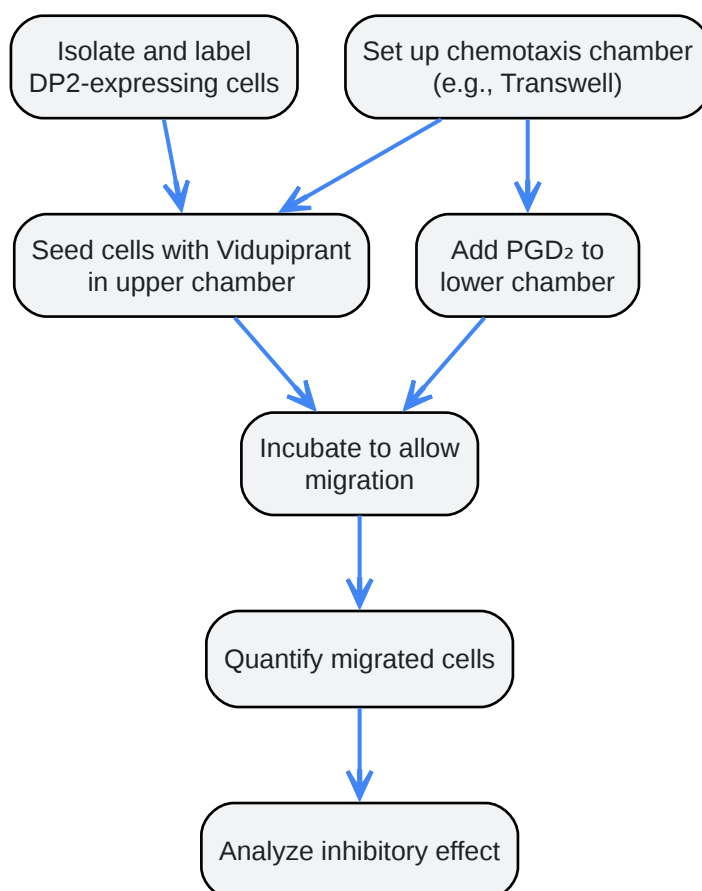 Isolate and label
DP2-expressing cells
Set up chemotaxis chamber
(e.g., Transwell)
Seed cells with Vidupiprant
in upper chamber
Add PGD₂ to
lower chamber
Incubate to allow
migration
Quantify migrated cells
Analyze inhibitory effect